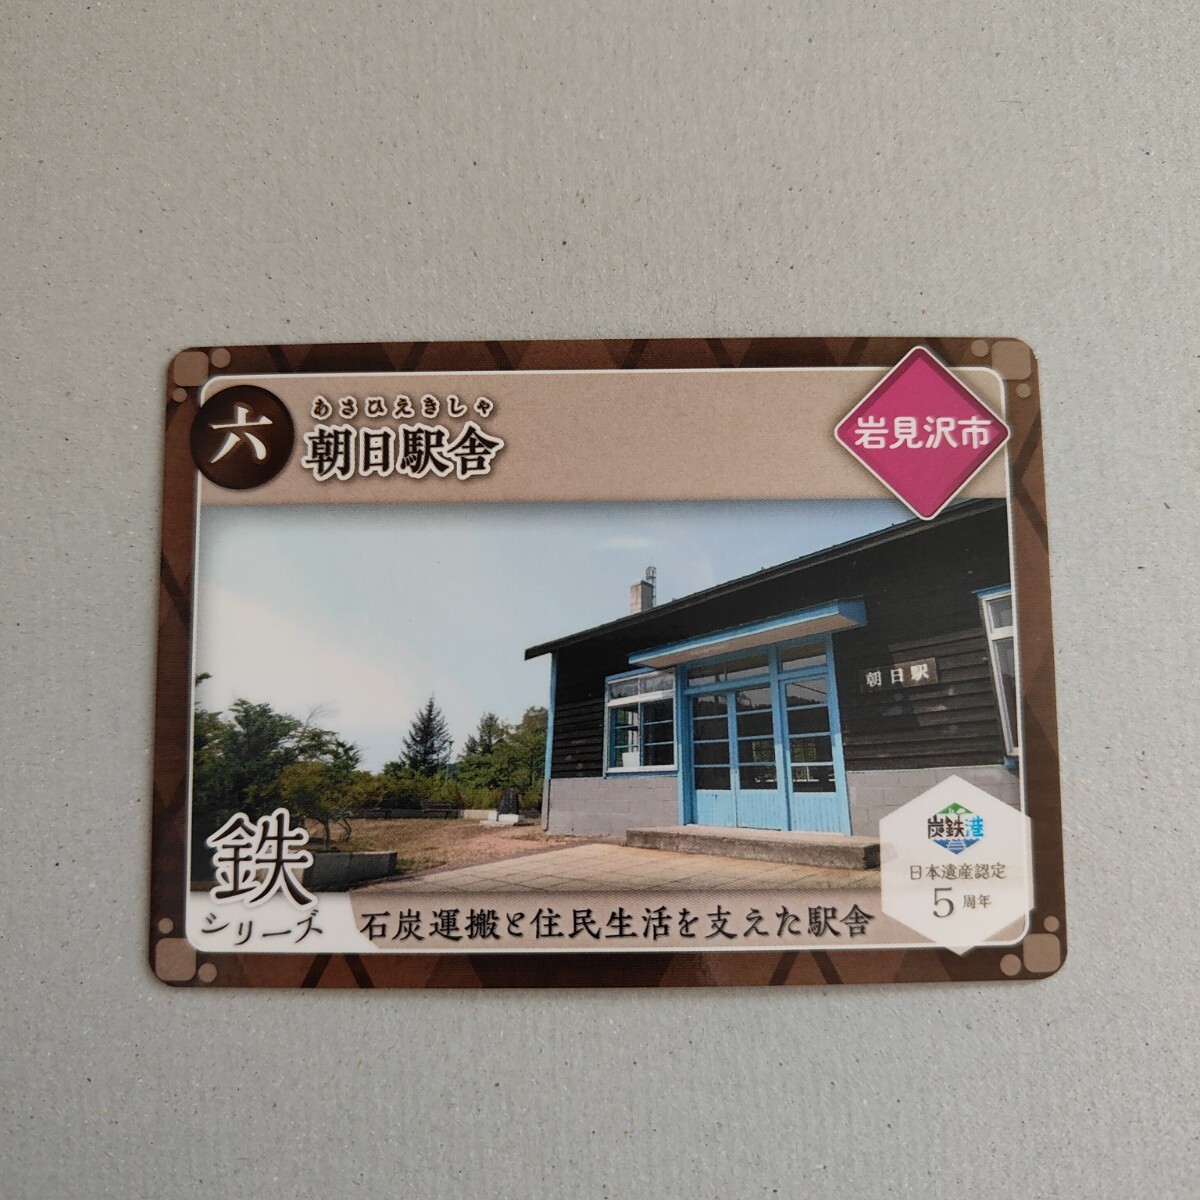 六
あさひえきしゃ
朝日駅舎
岩見沢市
朝日駅
炭鉄港
日本遺産認定
5周年
鉄
シリーズ
石炭運搬と住民生活を支えた駅舎